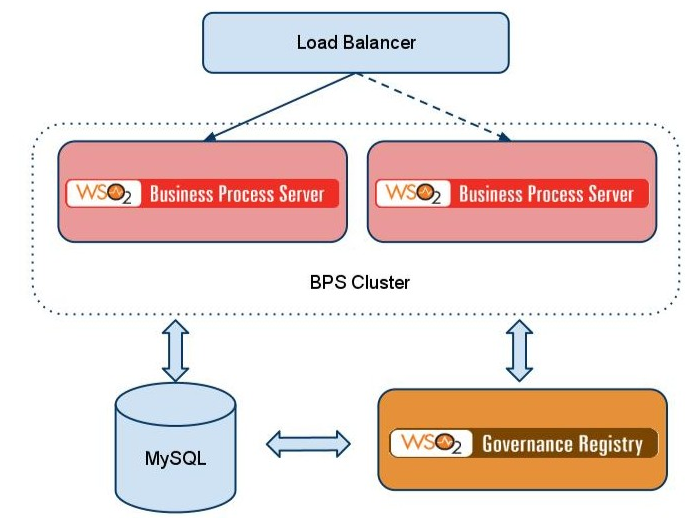 Load Balancer
WSO2 Business Process Server
WSO2 Business Process Server
BPS Cluster
MySQL
WSO2 Governance Registry